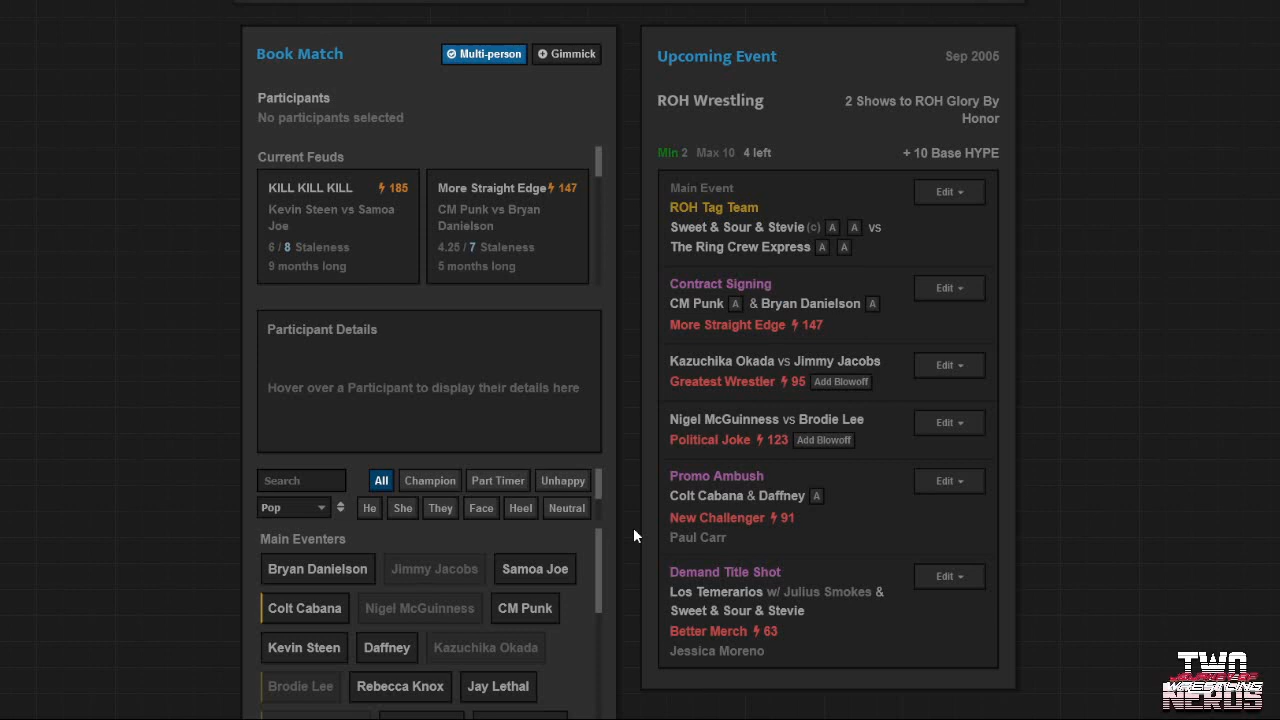 Book Match
Multi-person
Gimmick
Participants
No participants selected
Current Feuds
KILL KILL KILL 185
Kevin Steen vs Samoa
Joe
6 / 8 Staleness
9 months long
More Straight Edge 147
CM Punk vs Bryan
Danielson
4.25 / 7 Staleness
5 months long
Participant Details
Hover over a Participant to display their details here
Search
All
Champion
Part Timer
Unhappy
Pop
He
She
They
Face
Heel
Neutral
Main Eventers
Bryan Danielson
Jimmy Jacobs
Samoa Joe
Colt Cabana
Nigel McGuinness
CM Punk
Kevin Steen
Daffney
Kazuchika Okada
Brodie Lee
Rebecca Knox
Jay Lethal
Upcoming Event
Sep 2005
ROH Wrestling
2 Shows to ROH Glory By
Honor
Min 2 Max 10 4 left
+ 10 Base HYPE
Main Event
Edit
ROH Tag Team
Sweet & Sour & Stevie (c) A A vs
The Ring Crew Express A A
Contract Signing
Edit
CM Punk A & Bryan Danielson A
More Straight Edge 147
Kazuchika Okada vs Jimmy Jacobs
Edit
Greatest Wrestler 95 Add Blowoff
Nigel McGuinness vs Brodie Lee
Edit
Political Joke 123 Add Blowoff
Promo Ambush
Edit
Colt Cabana & Daffney A
New Challenger 91
Paul Carr
Demand Title Shot
Edit
Los Temerarios w/ Julius Smokes &
Sweet & Sour & Stevie
Better Merch 63
Jessica Moreno
TWO
WRESTLING
NERDS